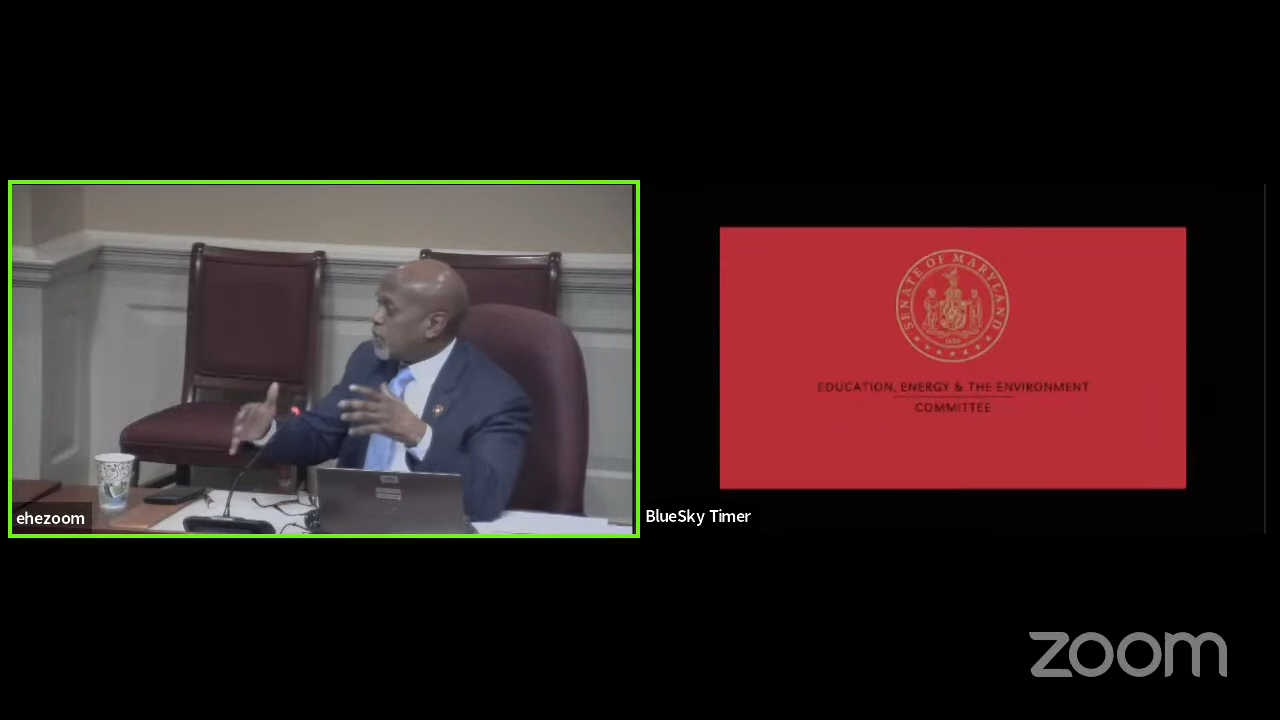 SENATE OF MARYLAND
EDUCATION, ENERGY & THE ENVIRONMENT
COMMITTEE
ehezoom
BlueSky Timer
zoom